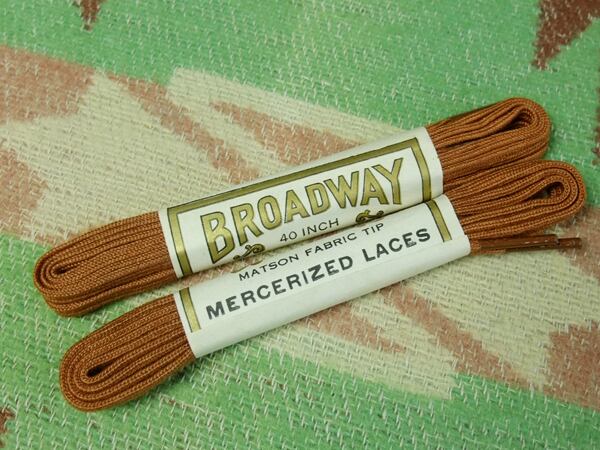 BROADWAY
40 INCH
MATSON FABRIC TIP
MERCERIZED LACES